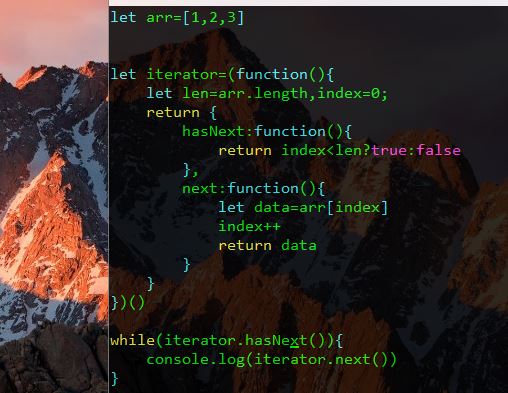 let arr=[1,2,3]
let iterator=(function(){
    let len=arr.length,index=0;
    return {
        hasNext:function(){
            return index<len?true:false
        },
        next:function(){
            let data=arr[index]
            index++
            return data
        }
    }
})()
while(iterator.hasNext()){
    console.log(iterator.next())
}